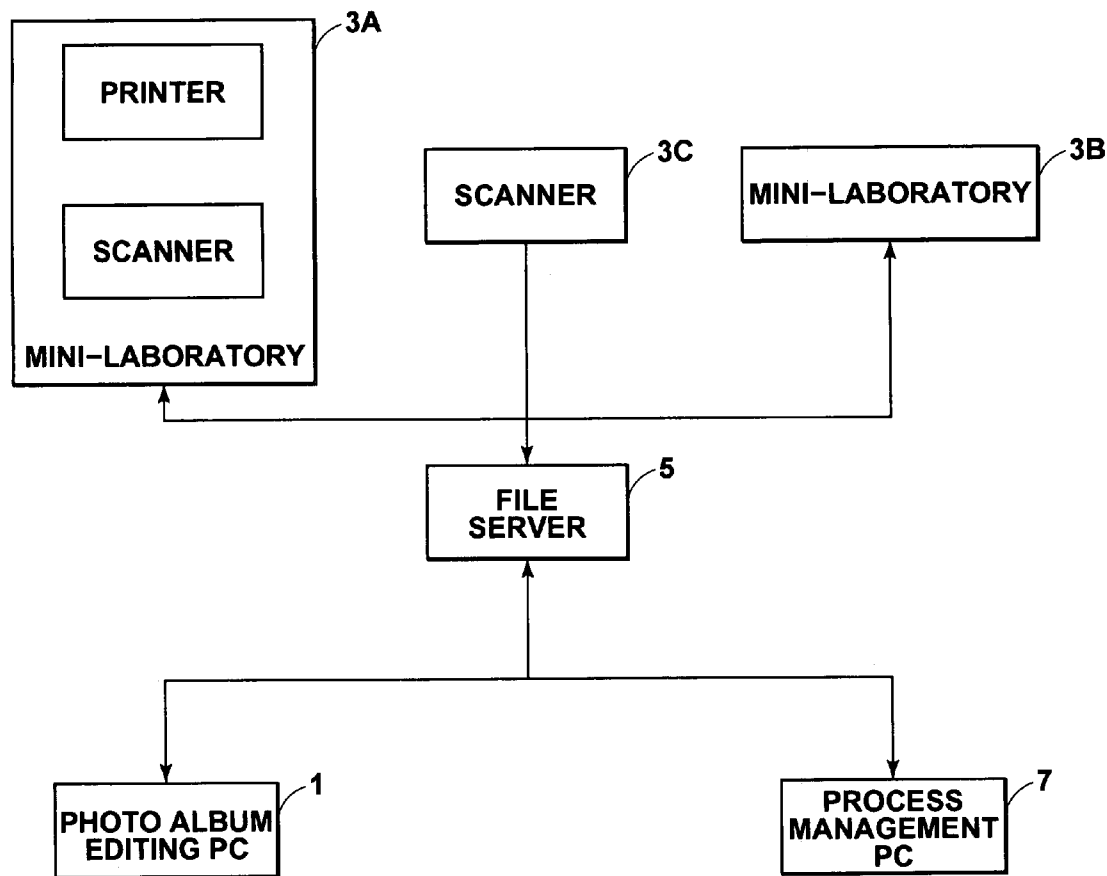 3A
PRINTER
SCANNER
MINI–LABORATORY
3C
SCANNER
3B
MINI–LABORATORY
5
FILE
SERVER
1
PHOTO ALBUM
EDITING PC
7
PROCESS
MANAGEMENT
PC